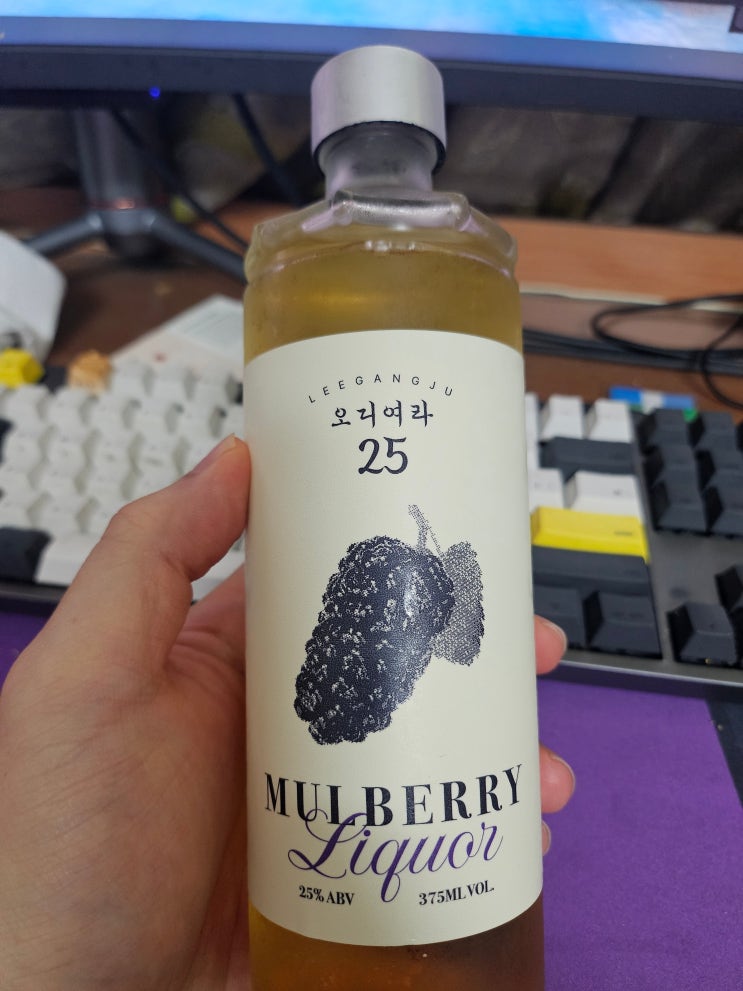 LEEGANGJU
오디여라
25
MULBERRY
Liquor
25% ABV 375ML VOL.